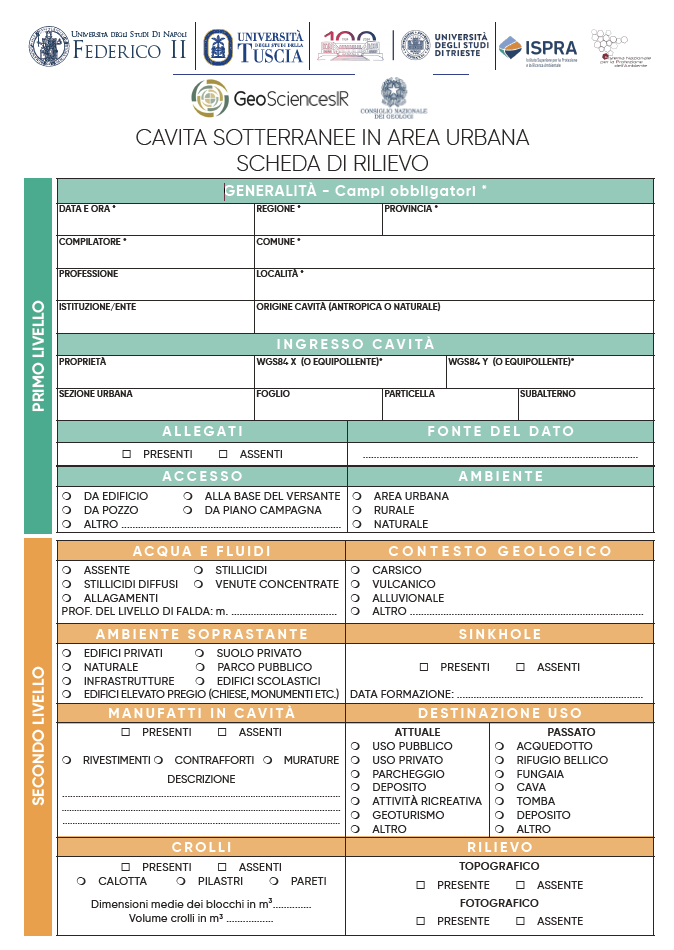 UNIVERSITÀ DEGLI STUDI DI NAPOLI
FEDERICO II
UNIVERSITÀ
DEGLI STUDI DELLA
TUSCIA
UNIVERSITÀ
DEGLI STUDI
DI TRIESTE
ISPRA
Istituto Superiore per la Protezione
e la Ricerca Ambientale
Sistema Nazionale
per la Protezione
dell'Ambiente
GeoSciencesIR
CONSIGLIO NAZIONALE
DEI GEOLOGI
CAVITA SOTTERRANEE IN AREA URBANA
SCHEDA DI RILIEVO
PRIMO LIVELLO
GENERALITÀ - Campi obbligatori *
DATA E ORA * REGIONE * PROVINCIA *
COMPILATORE * COMUNE *
PROFESSIONE LOCALITÀ *
ISTITUZIONE/ENTE ORIGINE CAVITÀ (ANTROPICA O NATURALE)
INGRESSO CAVITÀ
PROPRIETÀ WGS84 X (O EQUIPOLLENTE)* WGS84 Y (O EQUIPOLLENTE)*
SEZIONE URBANA FOGLIO PARTICELLA SUBALTERNO
ALLEGATI FONTE DEL DATO
PRESENTI ASSENTI ..........................................................................
ACCESSO AMBIENTE
DA EDIFICIO ALLA BASE DEL VERSANTE AREA URBANA
DA POZZO DA PIANO CAMPAGNA RURALE
ALTRO .......................................................... NATURALE
SECONDO LIVELLO
ACQUA E FLUIDI CONTESTO GEOLOGICO
ASSENTE STILLICIDI CARSICO
STILLICIDI DIFFUSI VENUTE CONCENTRATE VULCANICO
ALLAGAMENTI ALLUVIONALE
PROF. DEL LIVELLO DI FALDA: m. ............................ ALTRO ..............................................................
AMBIENTE SOPRASTANTE SINKHOLE
EDIFICI PRIVATI SUOLO PRIVATO
NATURALE PARCO PUBBLICO PRESENTI ASSENTI
INFRASTRUTTURE EDIFICI SCOLASTICI
EDIFICI ELEVATO PREGIO (CHIESE, MONUMENTI ETC.) DATA FORMAZIONE: ..................................................
MANUFATTI IN CAVITÀ DESTINAZIONE USO
PRESENTI ASSENTI
RIVESTIMENTI CONTRAFFORTI MURATURE
DESCRIZIONE
..........................................................................
..........................................................................
..........................................................................
ATTUALE PASSATO
USO PUBBLICO ACQUEDOTTO
USO PRIVATO RIFUGIO BELLICO
PARCHEGGIO FUNGAIA
DEPOSITO CAVA
ATTIVITÀ RICREATIVA TOMBA
GEOTURISMO DEPOSITO
ALTRO ALTRO
CROLLI RILIEVO
PRESENTI ASSENTI
CALOTTA PILASTRI PARETI
Dimensioni medie dei blocchi in m³..............
Volume crolli in m³ .................
TOPOGRAFICO
PRESENTE ASSENTE
FOTOGRAFICO
PRESENTE ASSENTE